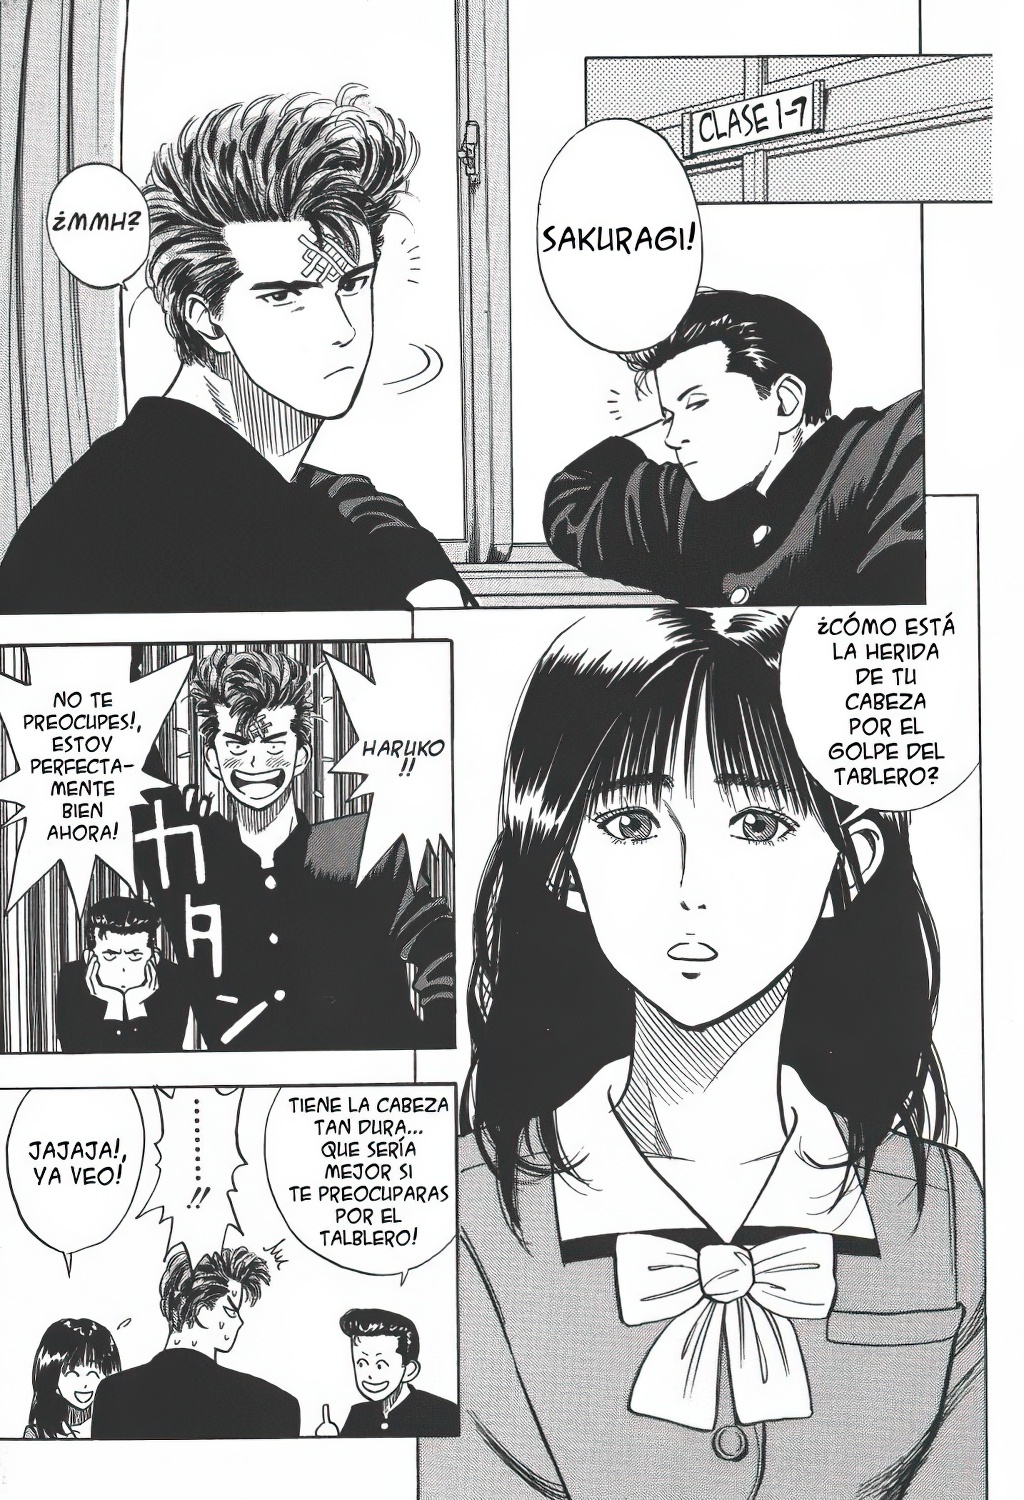 CLASE 1-7
SAKURAGI!
¿MMH?
¿CÓMO ESTÁ
LA HERIDA
DE TU
CABEZA
POR EL
GOLPE DEL
TABLERO?
HARUKO
!!
NO TE
PREOCUPES!,
ESTOY
PERFECTA-
MENTE
BIEN
AHORA!
ガタン
TIENE LA CABEZA
TAN DURA...
QUE SERÍA
MEJOR SI
TE PREOCUPARAS
POR EL
TALBLERO!
........!!
JAJAJA!,
YA VEO!